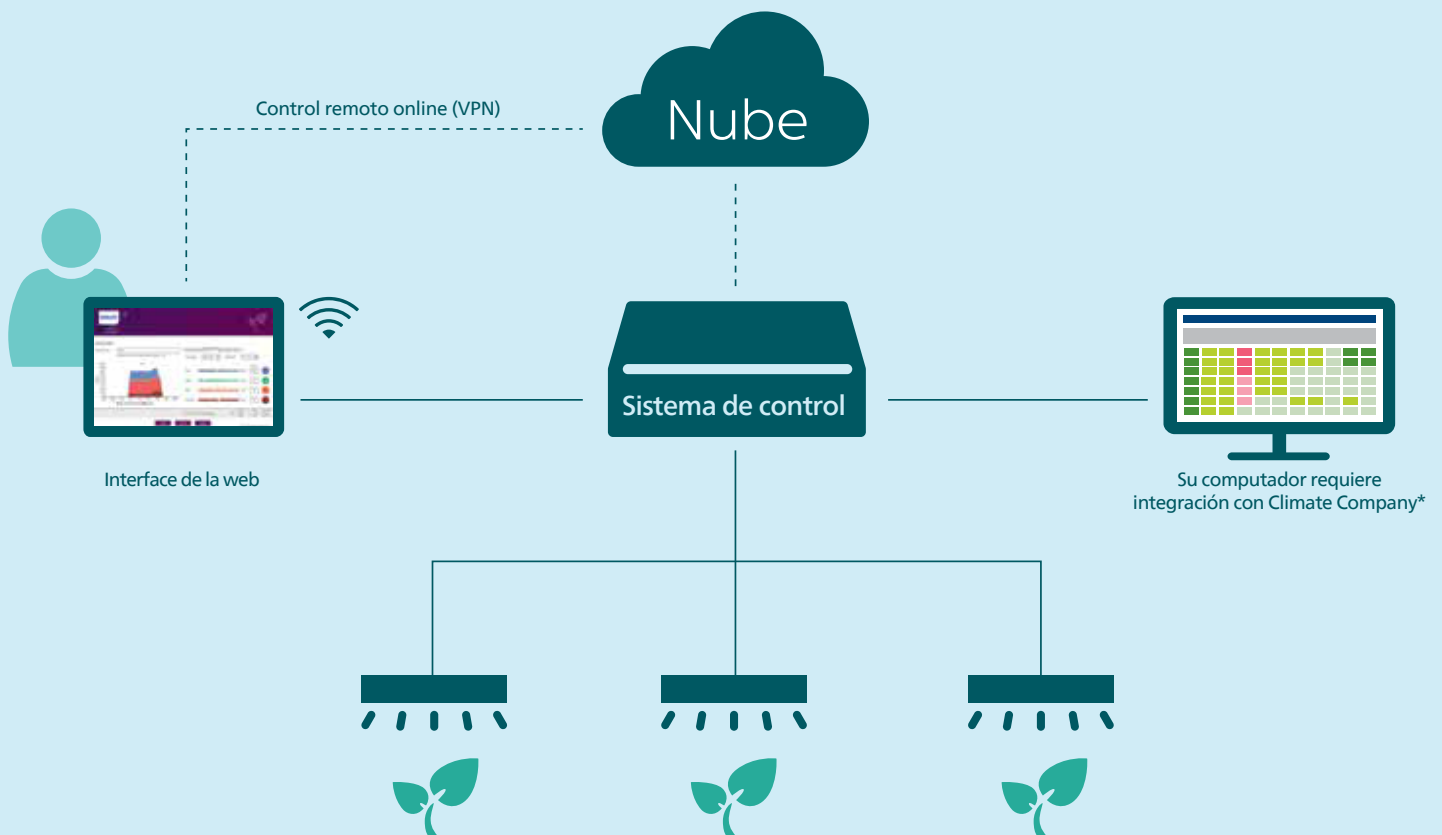 Nube
Control remoto online (VPN)
Sistema de control
Interface de la web
Su computador requiere
integración con Climate Company*